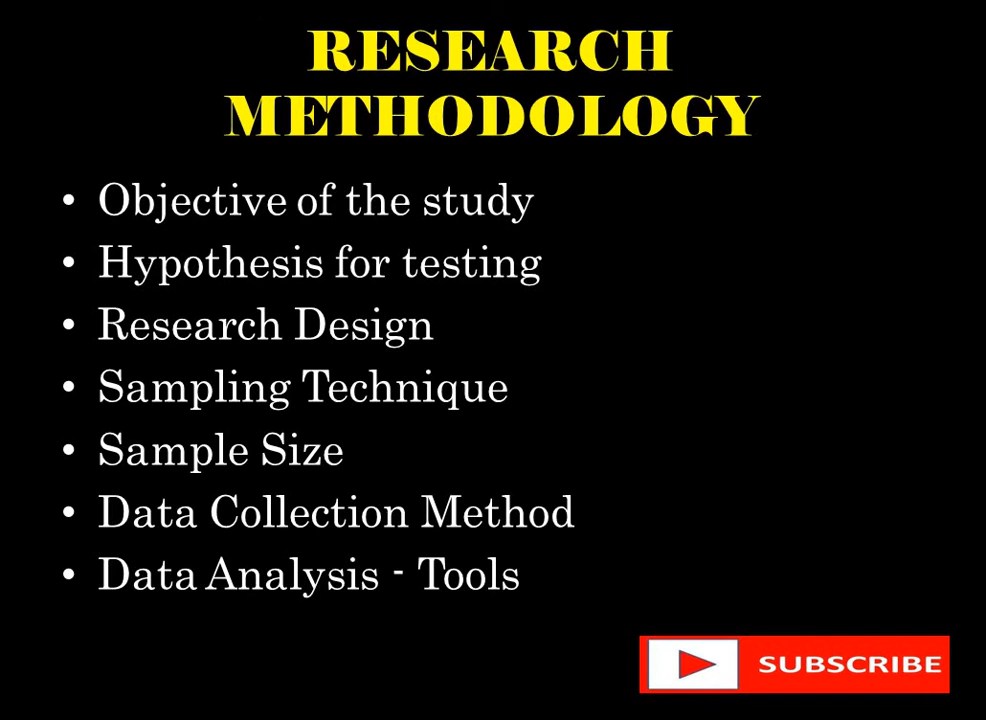 RESEARCH
METHODOLOGY
• Objective of the study
• Hypothesis for testing
• Research Design
• Sampling Technique
• Sample Size
• Data Collection Method
• Data Analysis - Tools
SUBSCRIBE